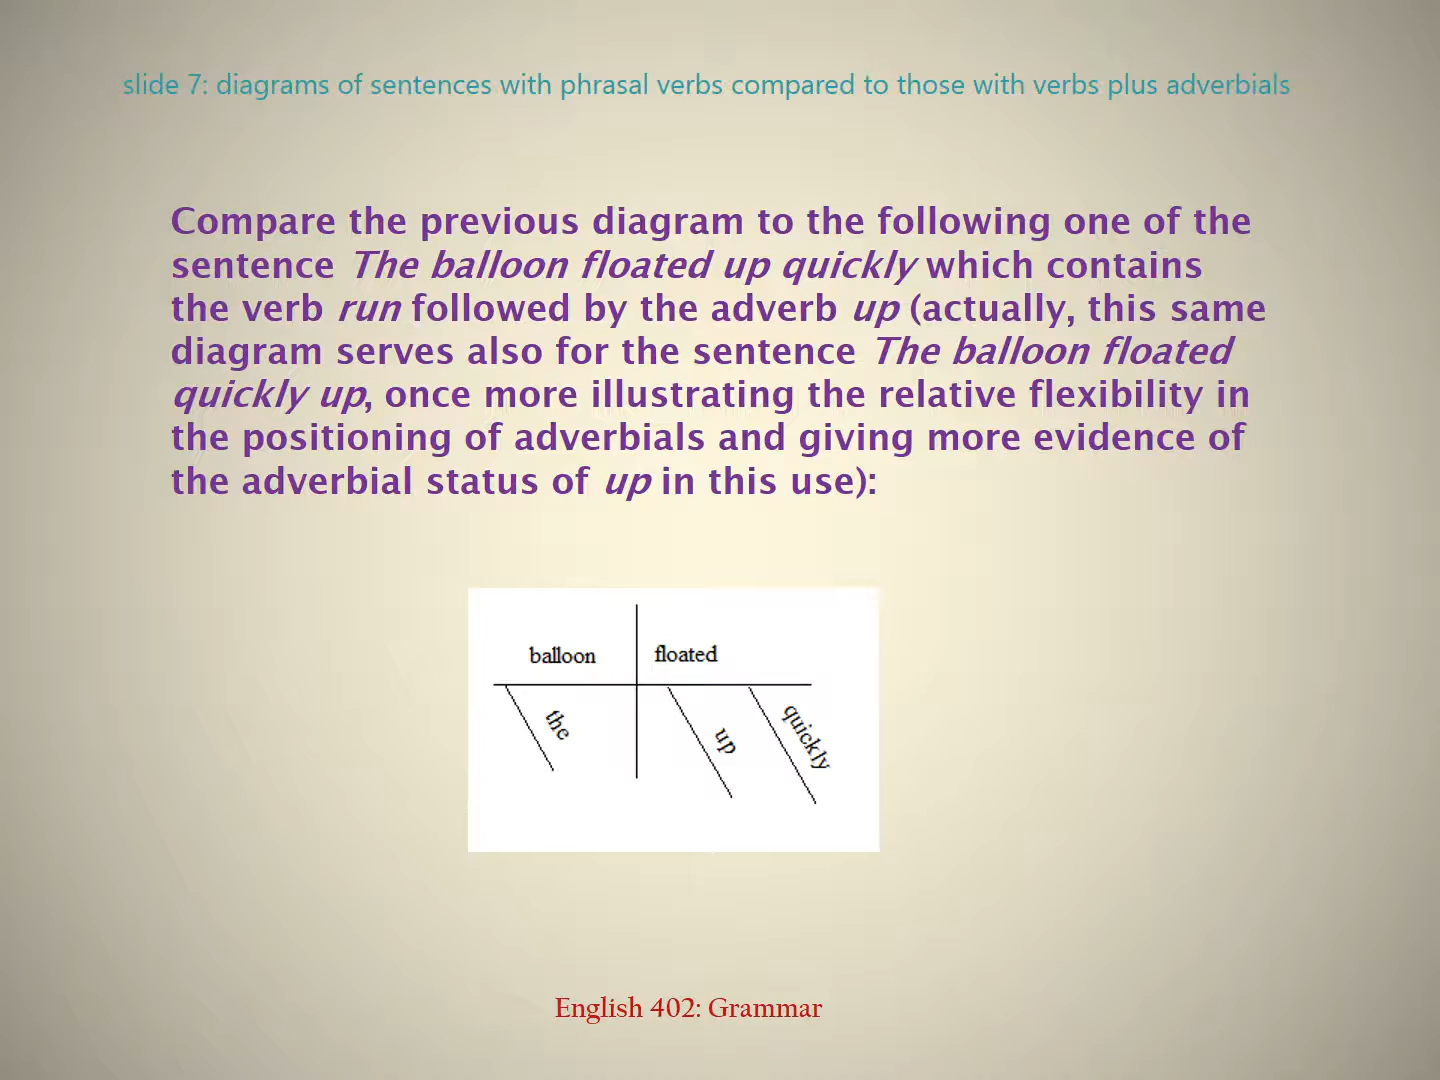 slide 7: diagrams of sentences with phrasal verbs compared to those with verbs plus adverbials
Compare the previous diagram to the following one of the
sentence The balloon floated up quickly which contains
the verb run followed by the adverb up (actually, this same
diagram serves also for the sentence The balloon floated
quickly up, once more illustrating the relative flexibility in
the positioning of adverbials and giving more evidence of
the adverbial status of up in this use):
balloon floated
the up quickly
English 402: Grammar